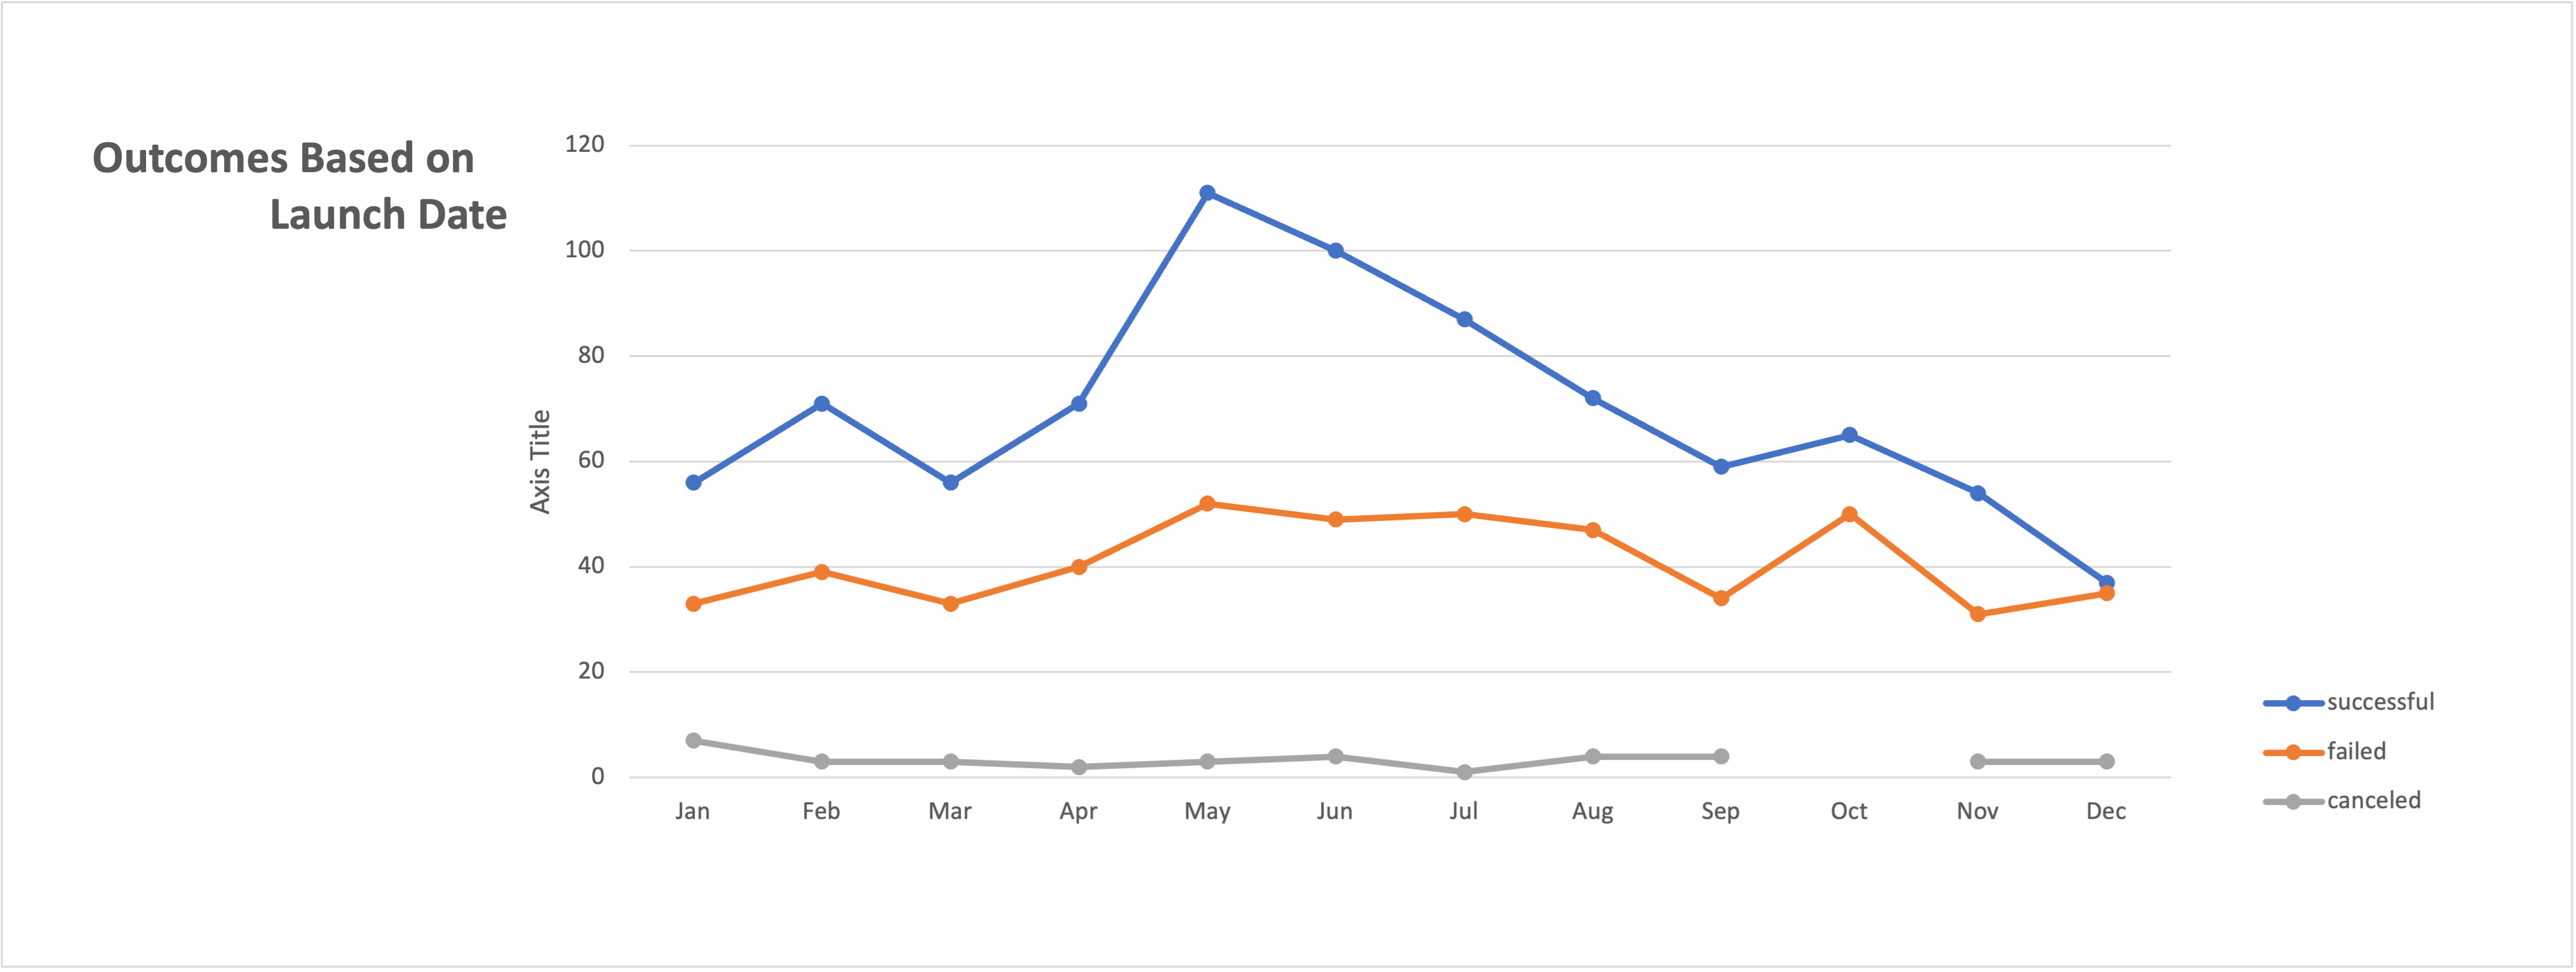 Outcomes Based on
Launch Date
120
100
80
60
40
20
0
Axis Title
Jan Feb Mar Apr May Jun Jul Aug Sep Oct Nov Dec
successful
failed
canceled